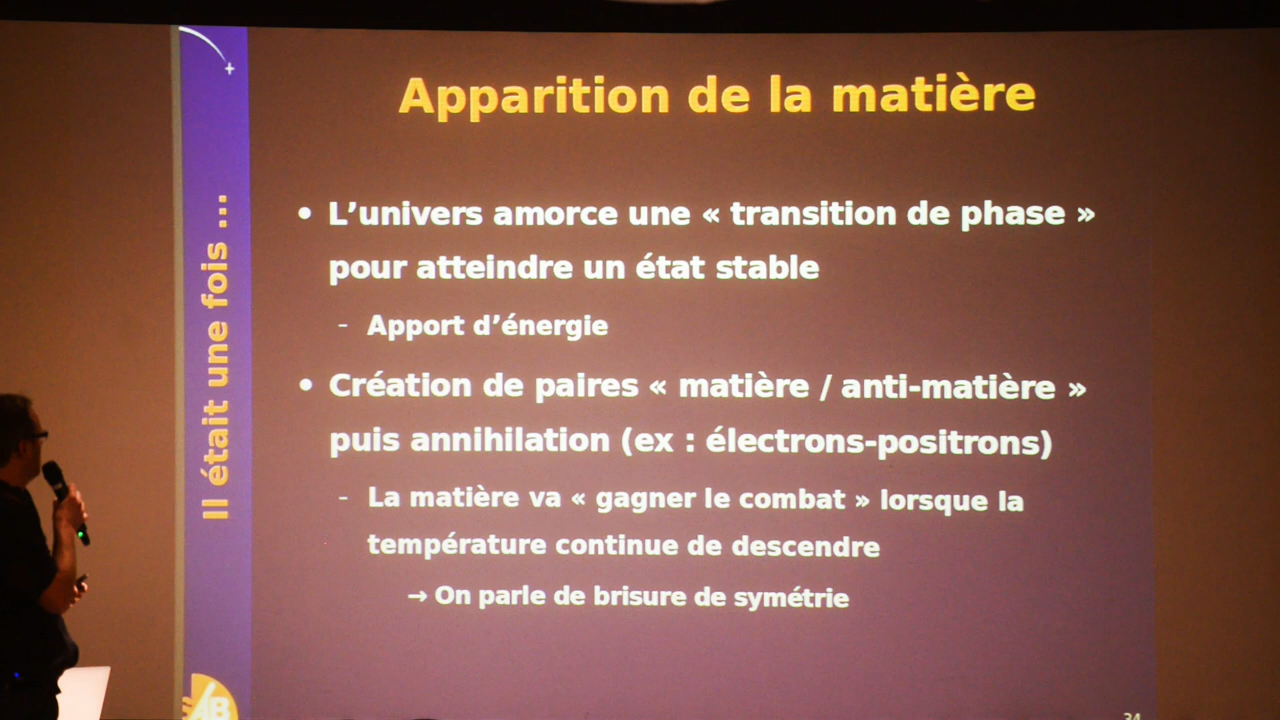 Apparition de la matière
• L’univers amorce une « transition de phase »
pour atteindre un état stable
- Apport d’énergie
• Création de paires « matière / anti-matière »
puis annihilation (ex : électrons-positrons)
- La matière va « gagner le combat » lorsque la
température continue de descendre
→ On parle de brisure de symétrie
Il était une fois ...
AB